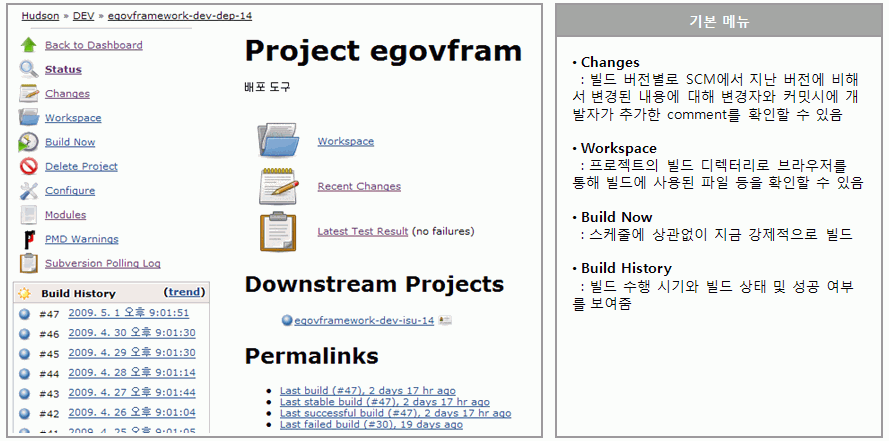 Hudson » DEV » egovframework-dev-dep-14
Back to Dashboard
Status
Changes
Workspace
Build Now
Delete Project
Configure
Modules
PMD Warnings
Subversion Polling Log
Build History (trend)
#47 2009. 5. 1 오후 9:01:51
#46 2009. 4. 30 오후 9:01:30
#45 2009. 4. 29 오후 9:01:30
#44 2009. 4. 28 오후 9:01:14
#43 2009. 4. 27 오후 9:01:44
#42 2009. 4. 26 오후 9:01:04
#41 2009. 4. 25 오후 9:01:05
Project egovfram
배포 도구
Workspace
Recent Changes
Latest Test Result (no failures)
Downstream Projects
egovframework-dev-isu-14
Permalinks
• Last build (#47), 2 days 17 hr ago
• Last stable build (#47), 2 days 17 hr ago
• Last successful build (#47), 2 days 17 hr ago
• Last failed build (#30), 19 days ago
기본 메뉴
• Changes
: 빌드 버전별로 SCM에서 지난 버전에 비해
서 변경된 내용에 대해 변경자와 커밋시에 개
발자가 추가한 comment를 확인할 수 있음
• Workspace
: 프로젝트의 빌드 디렉터리로 브라우저를
통해 빌드에 사용된 파일 등을 확인할 수 있음
• Build Now
: 스케줄에 상관없이 지금 강제적으로 빌드
• Build History
: 빌드 수행 시기와 빌드 상태 및 성공 여부
를 보여줌